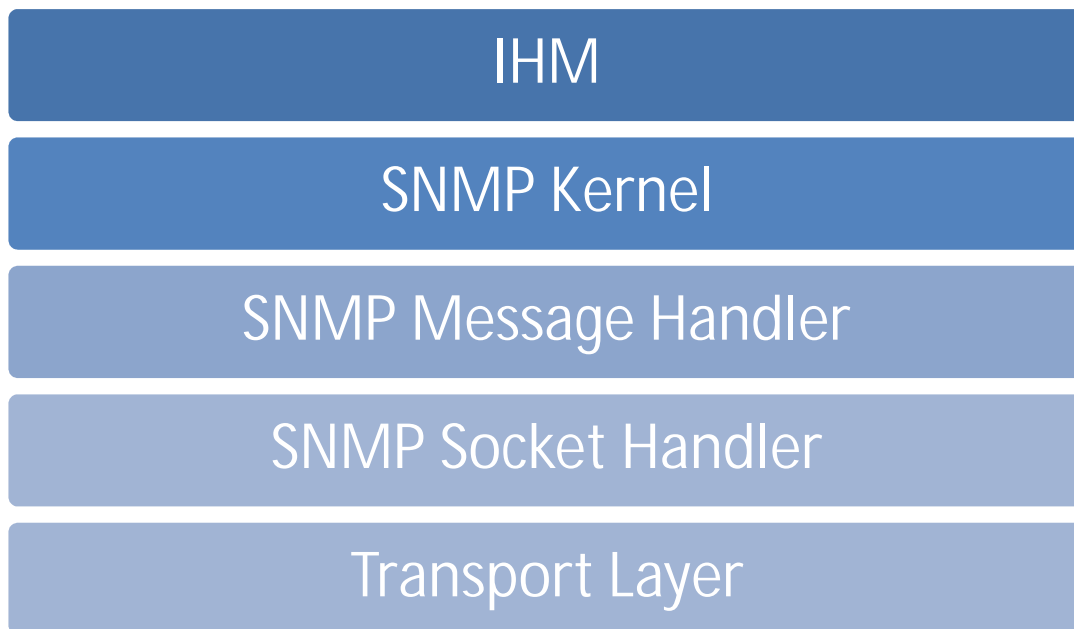 IHM
SNMP Kernel
SNMP Message Handler
SNMP Socket Handler
Transport Layer